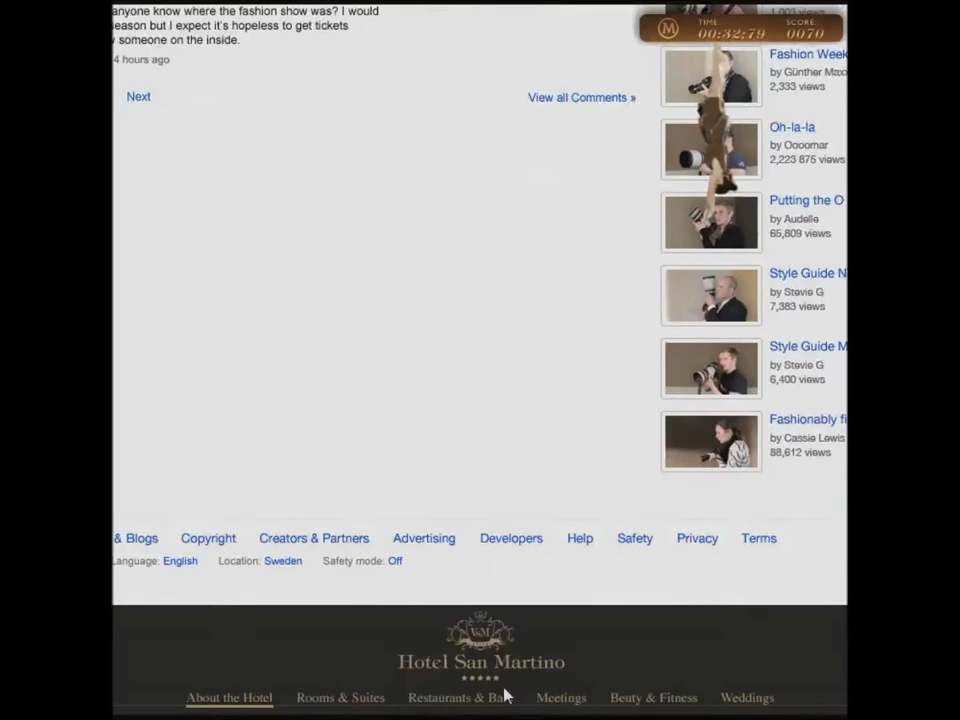 anyone know where the fashion show was? I would
season but I expect it's hopeless to get tickets
someone on the inside.
4 hours ago
Next
View all Comments »
M
TIME:
00:32:79
SCORE:
0070
1,003 views
Fashion Week
by Günther Max
2,333 views
Oh-la-la
by Oooomar
2,223 875 views
Putting the O
by Audelle
65,809 views
Style Guide N
by Stevie G
7,383 views
Style Guide M
by Stevie G
6,400 views
Fashionably fi
by Cassie Lewis
88,612 views
& Blogs Copyright Creators & Partners Advertising Developers Help Safety Privacy Terms
Language: English Location: Sweden Safety mode: Off
Hotel San Martino
About the Hotel Rooms & Suites Restaurants & Ba Meetings Beuty & Fitness Weddings